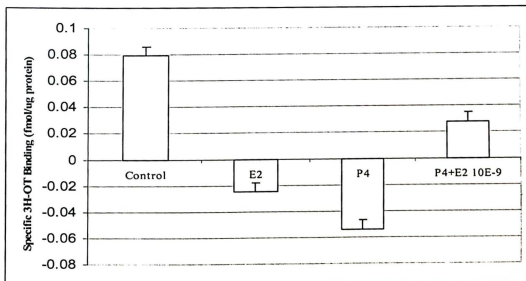 Specific 3H-OT Binding (fmol/ug protein)
0.1
0.08
0.06
0.04
0.02
0
-0.02
-0.04
-0.06
-0.08
Control
E2
P4
P4+E2 10E-9